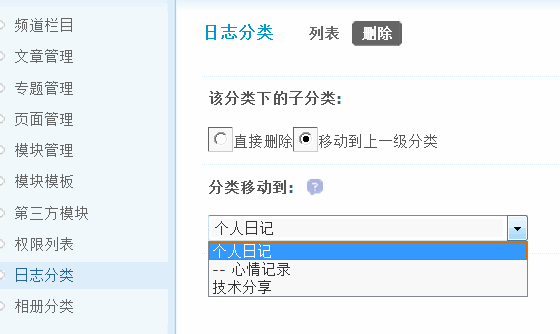 频道栏目
文章管理
专题管理
页面管理
模块管理
模块模板
第三方模块
权限列表
日志分类
相册分类
日志分类 列表 删除
该分类下的子分类:
直接删除 移动到上一级分类
分类移动到: ?
个人日记
个人日记
-- 心情记录
技术分享